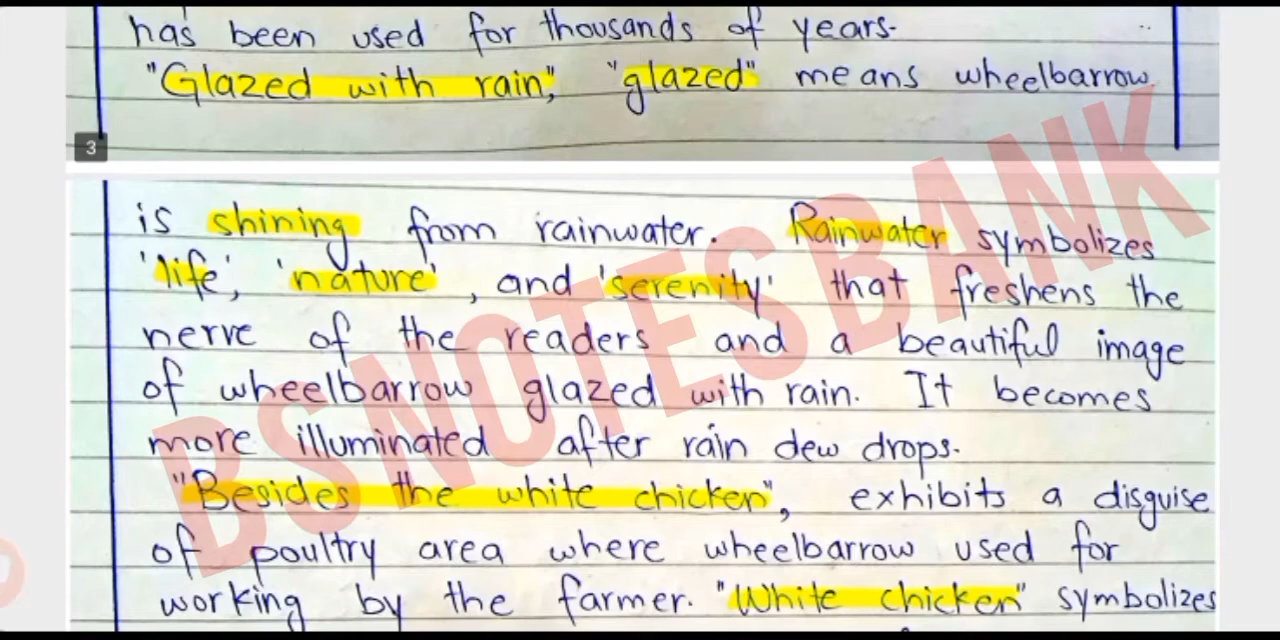 has been used for thousands of years.
"Glazed with rain", "glazed" means wheelbarrow
3
is shining from rainwater. Rainwater symbolizes
'life', 'nature', and 'serenity' that freshens the
nerve of the readers and a beautiful image
of wheelbarrow glazed with rain. It becomes
more illuminated after rain dew drops.
"Besides the white chicken", exhibits a disguise
of poultry area where wheelbarrow used for
working by the farmer. "White chicken" symbolizes
BSNOTESBANK